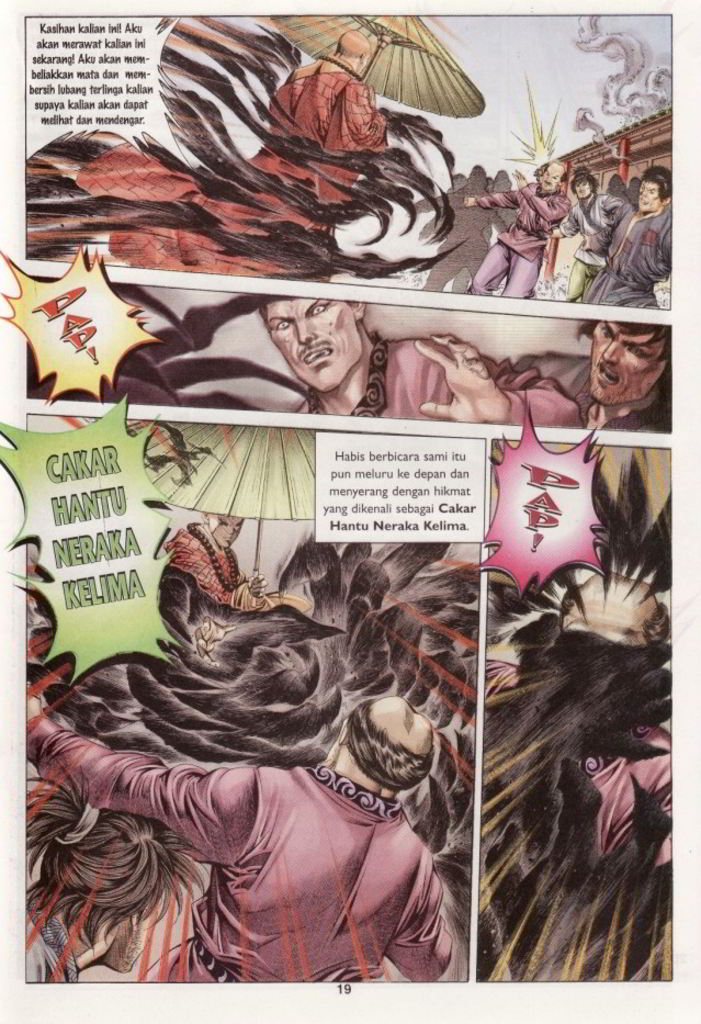 Kasihan kalian ini! Aku
akan merawat kalian ini
sekarang! Aku akan mem-
beliakkan mata dan mem-
bersih lubang terlinga kalian
supaya kalian akan dapat
melihat dan mendengar.
PAP!
CAKAR
HANTU
NERAKA
KELIMA
Habis berbicara sami itu
pun meluru ke depan dan
menyerang dengan hikmat
yang dikenali sebagai Cakar
Hantu Neraka Kelima.
PAP!
19